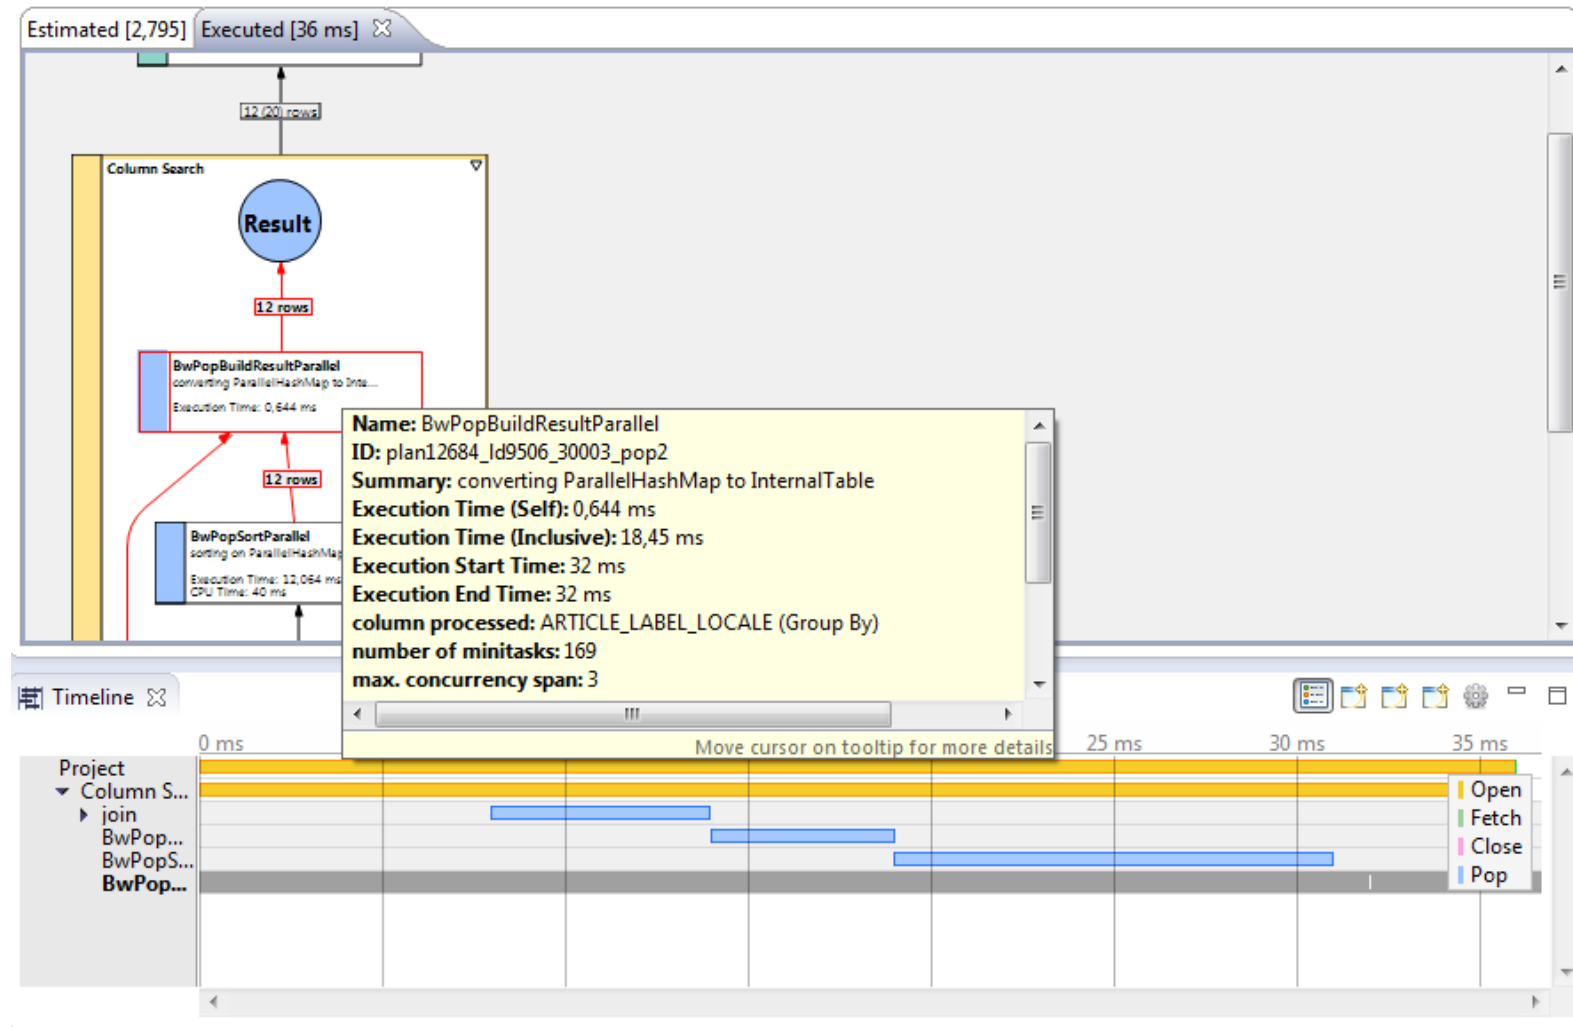 Estimated [2,795]
Executed [36 ms]
12 (20) rows
Column Search
Result
12 rows
BwPopBuildResultParallel
converting ParallelHashMap to Inte...
Execution Time: 0,644 ms
12 rows
BwPopSortParallel
sorting on ParallelHashMap
Execution Time: 12,064 ms
CPU Time: 40 ms
Name: BwPopBuildResultParallel
ID: plan12684_ld9506_30003_pop2
Summary: converting ParallelHashMap to InternalTable
Execution Time (Self): 0,644 ms
Execution Time (Inclusive): 18,45 ms
Execution Start Time: 32 ms
Execution End Time: 32 ms
column processed: ARTICLE_LABEL_LOCALE (Group By)
number of minitasks: 169
max. concurrency span: 3
Move cursor on tooltip for more details
Timeline
0 ms
25 ms
30 ms
35 ms
Project
Column S...
join
BwPop...
BwPopS...
BwPop...
Open
Fetch
Close
Pop